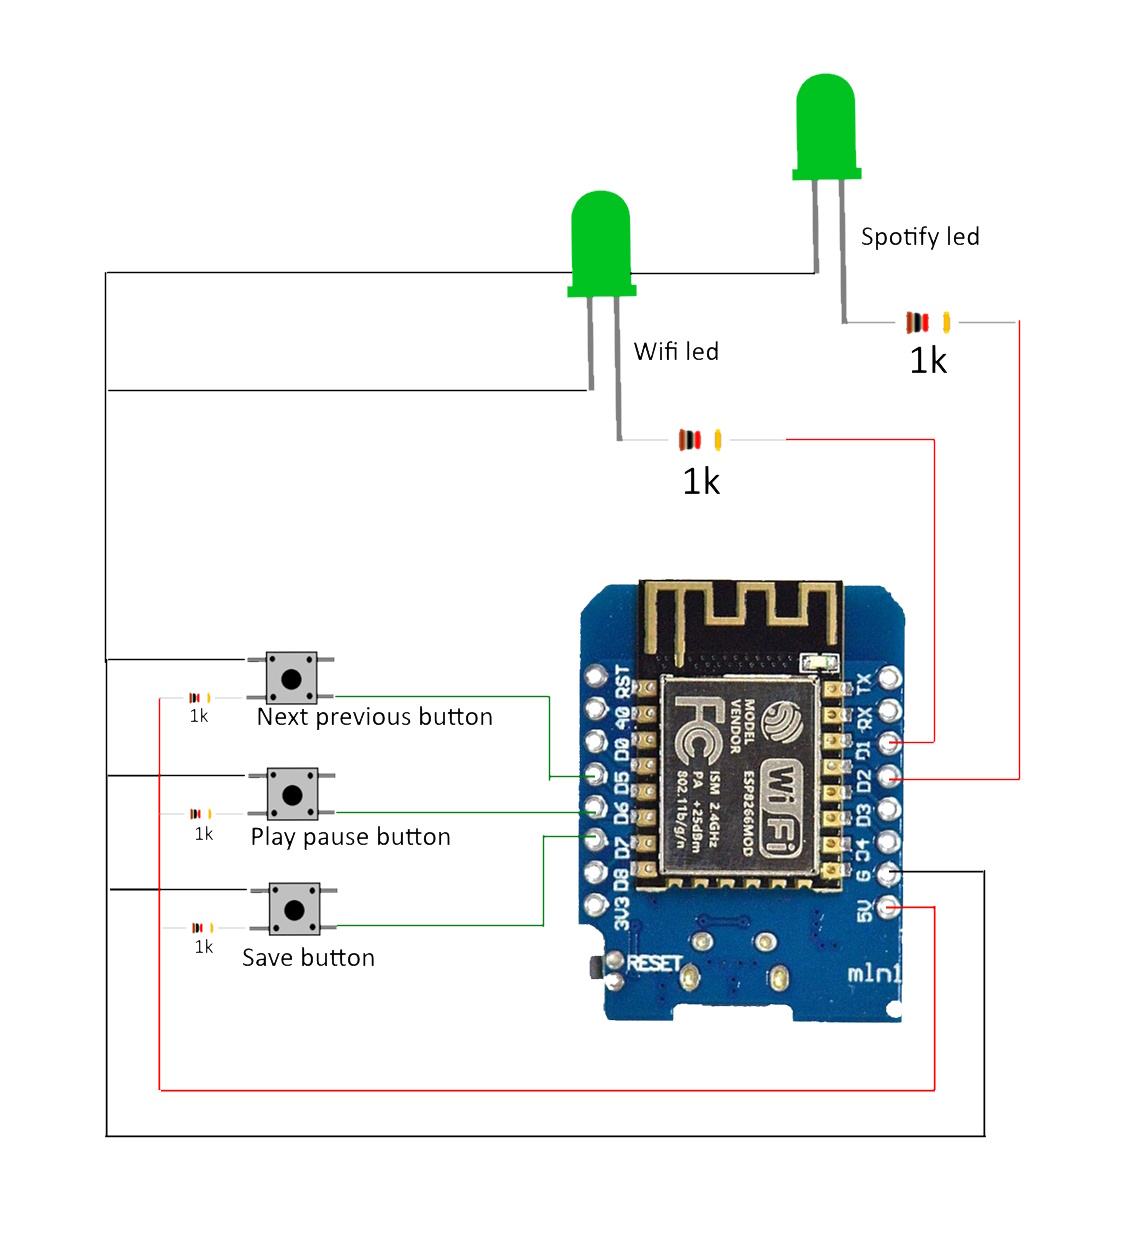 Spotify led
1k
Wifi led
1k
Next previous button
1k
Play pause button
1k
Save button
1k
RST
A0
D0
D5
D6
D7
D8
3V3
TX
RX
D1
D2
D3
D4
G
5V
MODEL
VENDOR
ESP8266MOD
FC
WiFi
ISM 2.4GHz
PA +25dBm
802.11b/g/n
RESET
mini